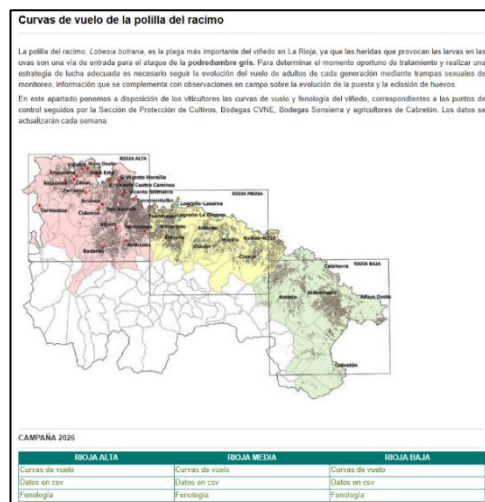 Curvas de vuelo de la polilla del racimo
La polilla del racimo, Lobesia botrana, es la plaga más importante del viñedo en La Rioja, ya que las heridas que provocan las larvas en las
uvas son una vía de entrada para el ataque de la podredumbre gris. Para determinar el momento oportuno de tratamiento y realizar una
estrategia de lucha adecuada es necesario seguir la evolución del vuelo de adultos de cada generación mediante trampas sexuales de
monitoreo, información que se complementa con observaciones en campo sobre la evolución de la puesta y la eclosión de huevos.
En este apartado ponemos a disposición de los viticultores las curvas de vuelo y fenología del viñedo, correspondientes a los puntos de
control seguidos por la Sección de Protección de Cultivos, Bodegas CVNE, Bodegas Sonsierra y agricultores de Cabretón. Los datos se
actualizarán cada semana.
RIOJA ALTA
S. Vicente Hornillo
Cuatro Caminos
RIOJA MEDIA
Logroño-Laserna
RIOJA BAJA
Calahorra
Aldeanueva
Alfaro
Cabretón
CAMPAÑA 2026
RIOJA ALTA RIOJA MEDIA RIOJA BAJA
Curvas de vuelo Curvas de vuelo Curvas de vuelo
Datos en csv Datos en csv Datos en csv
Fenología Fenología Fenología